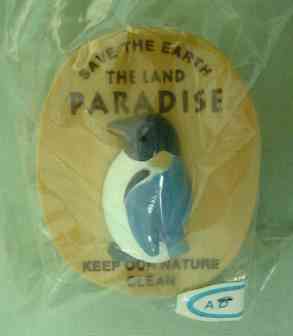 SAVE THE EARTH
THE LAND
PARADISE
KEEP OUR NATURE
CLEAN